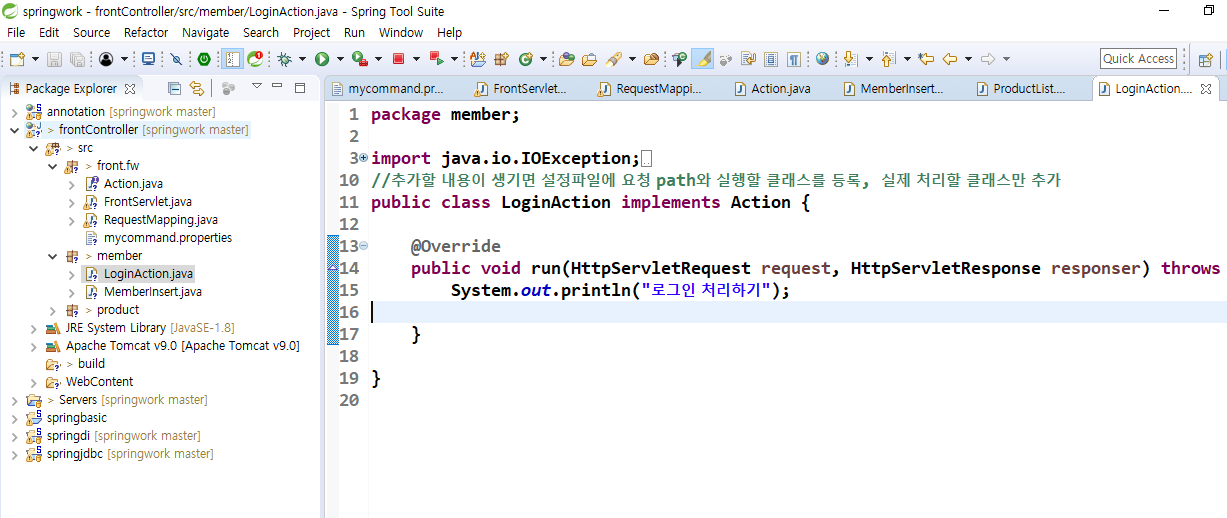 springwork - frontController/src/member/LoginAction.java - Spring Tool Suite
File Edit Source Refactor Navigate Search Project Run Window Help
Quick Access
Package Explorer
mycommand.pr... FrontServlet... RequestMappi... Action.java MemberInsert... ProductList.... LoginAction....
annotation [springwork master]
> frontController [springwork master]
> src
> front.fw
Action.java
FrontServlet.java
RequestMapping.java
mycommand.properties
> member
LoginAction.java
MemberInsert.java
> product
JRE System Library [JavaSE-1.8]
Apache Tomcat v9.0 [Apache Tomcat v9.0]
> build
WebContent
> Servers [springwork master]
springbasic
springdi [springwork master]
springjdbc [springwork master]
1 package member;
2
3 import java.io.IOException;
10 //추가할 내용이 생기면 설정파일에 요청 path와 실행할 클래스를 등록, 실제 처리할 클래스만 추가
11 public class LoginAction implements Action {
12
13 @Override
14 public void run(HttpServletRequest request, HttpServletResponse responser) throws
15 System.out.println("로그인 처리하기");
16
17 }
18
19 }
20